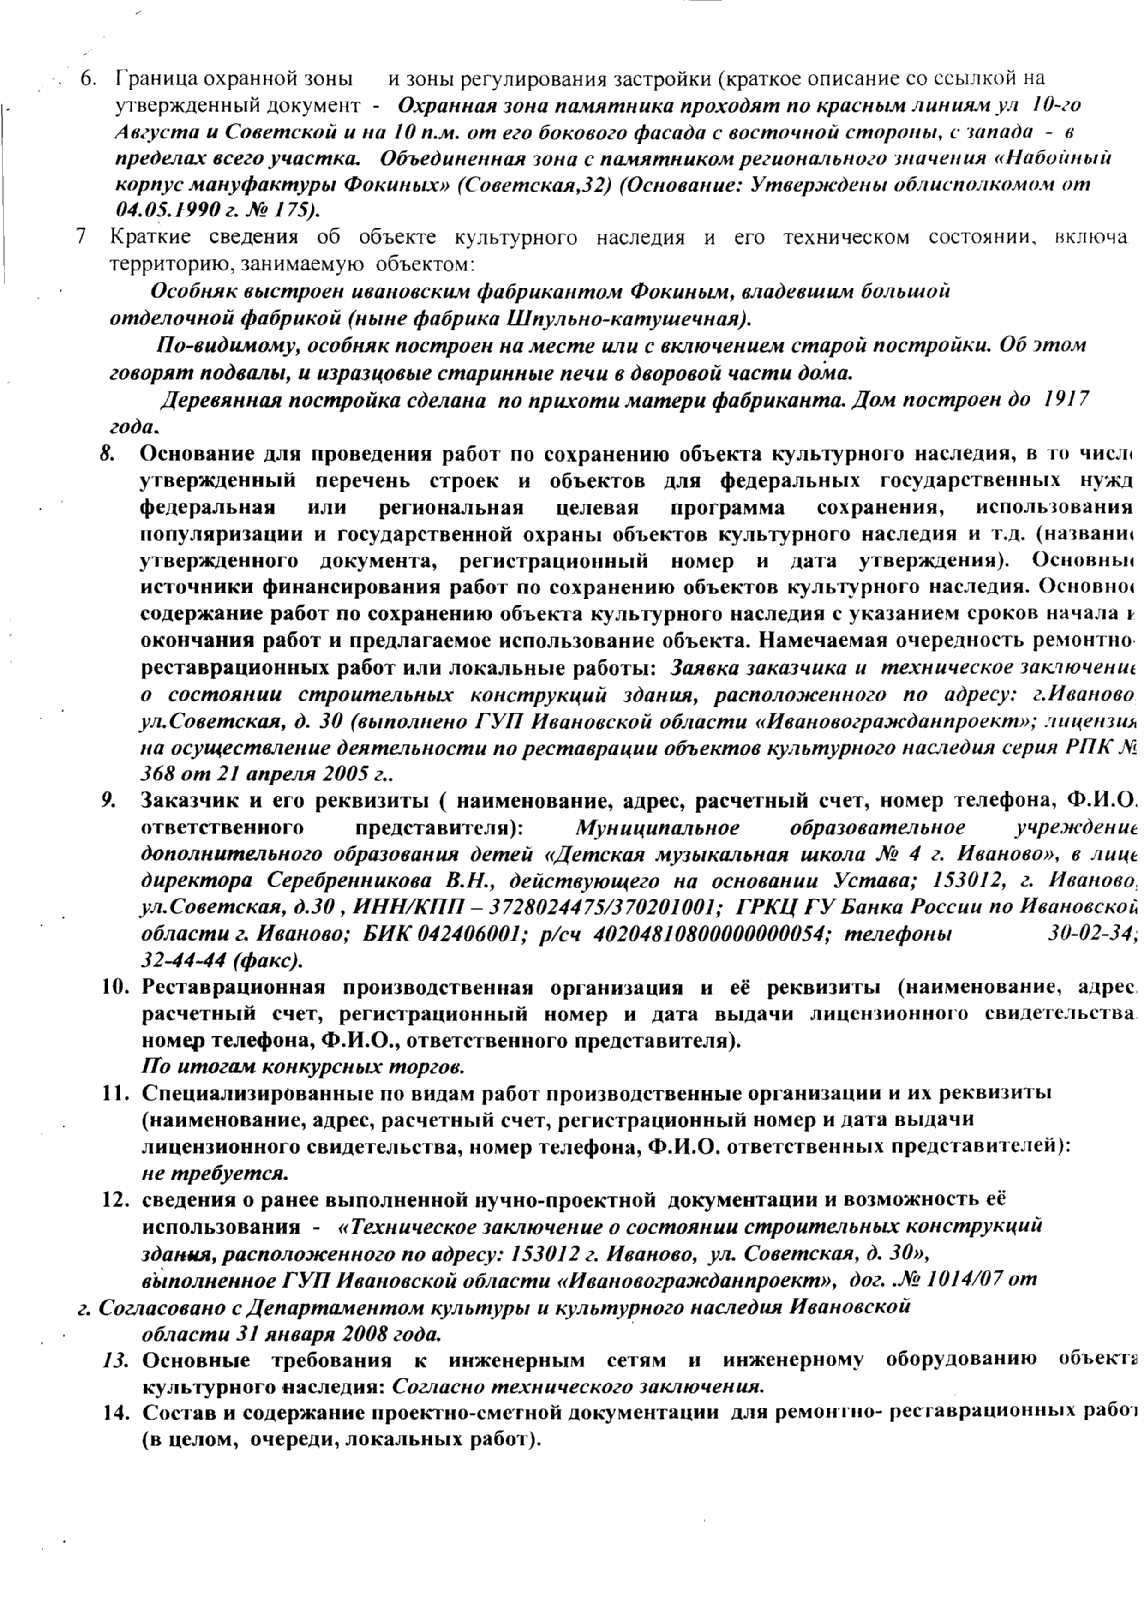 6. Граница охранной зоны и зоны регулирования застройки (краткое описание со ссылкой на
утвержденный документ - Охранная зона памятника проходят по красным линиям ул 10-го
Августа и Советской и на 10 п.м. от его бокового фасада с восточной стороны, с запада - в
пределах всего участка. Объединенная зона с памятником регионального значения «Набойный
корпус мануфактуры Фокиных» (Советская,32) (Основание: Утверждены облисполкомом от
04.05.1990 г. № 175).
7 Краткие сведения об объекте культурного наследия и его техническом состоянии, включа
территорию, занимаемую объектом:
Особняк выстроен ивановским фабрикантом Фокиным, владевшим большой
отделочной фабрикой (ныне фабрика Шпульно-катушечная).
По-видимому, особняк построен на месте или с включением старой постройки. Об этом
говорят подвалы, и изразцовые старинные печи в дворовой части дома.
Деревянная постройка сделана по прихоти матери фабриканта. Дом построен до 1917
года.
8. Основание для проведения работ по сохранению объекта культурного наследия, в то числе
утвержденный перечень строек и объектов для федеральных государственных нужд
федеральная или региональная целевая программа сохранения, использования
популяризации и государственной охраны объектов культурного наследия и т.д. (название
утвержденного документа, регистрационный номер и дата утверждения). Основные
источники финансирования работ по сохранению объектов культурного наследия. Основное
содержание работ по сохранению объекта культурного наследия с указанием сроков начала и
окончания работ и предлагаемое использование объекта. Намечаемая очередность ремонтно-
реставрационных работ или локальные работы: Заявка заказчика и техническое заключение
о состоянии строительных конструкций здания, расположенного по адресу: г.Иваново
ул.Советская, д. 30 (выполнено ГУП Ивановской области «Ивановогражданпроект»; лицензия
на осуществление деятельности по реставрации объектов культурного наследия серия РПК №
368 от 21 апреля 2005 г..
9. Заказчик и его реквизиты ( наименование, адрес, расчетный счет, номер телефона, Ф.И.О.
ответственного представителя): Муниципальное образовательное учреждение
дополнительного образования детей «Детская музыкальная школа № 4 г. Иваново», в лице
директора Серебренникова В.Н., действующего на основании Устава; 153012, г. Иваново,
ул.Советская, д.30 , ИНН/КПП – 3728024475/370201001; ГРКЦ ГУ Банка России по Ивановской
области г. Иваново; БИК 042406001; р/сч 40204810800000000054; телефоны 30-02-34;
32-44-44 (факс).
10. Реставрационная производственная организация и её реквизиты (наименование, адрес
расчетный счет, регистрационный номер и дата выдачи лицензионного свидетельства
номер телефона, Ф.И.О., ответственного представителя).
По итогам конкурсных торгов.
11. Специализированные по видам работ производственные организации и их реквизиты
(наименование, адрес, расчетный счет, регистрационный номер и дата выдачи
лицензионного свидетельства, номер телефона, Ф.И.О. ответственных представителей):
не требуется.
12. сведения о ранее выполненной нучно-проектной документации и возможность её
использования - «Техническое заключение о состоянии строительных конструкций
здания, расположенного по адресу: 153012 г. Иваново, ул. Советская, д. 30»,
выполненное ГУП Ивановской области «Ивановогражданпроект», дог. .№ 1014/07 от
г. Согласовано с Департаментом культуры и культурного наследия Ивановской
области 31 января 2008 года.
13. Основные требования к инженерным сетям и инженерному оборудованию объекта
культурного наследия: Согласно технического заключения.
14. Состав и содержание проектно-сметной документации для ремонтно- реставрационных работ
(в целом, очереди, локальных работ).